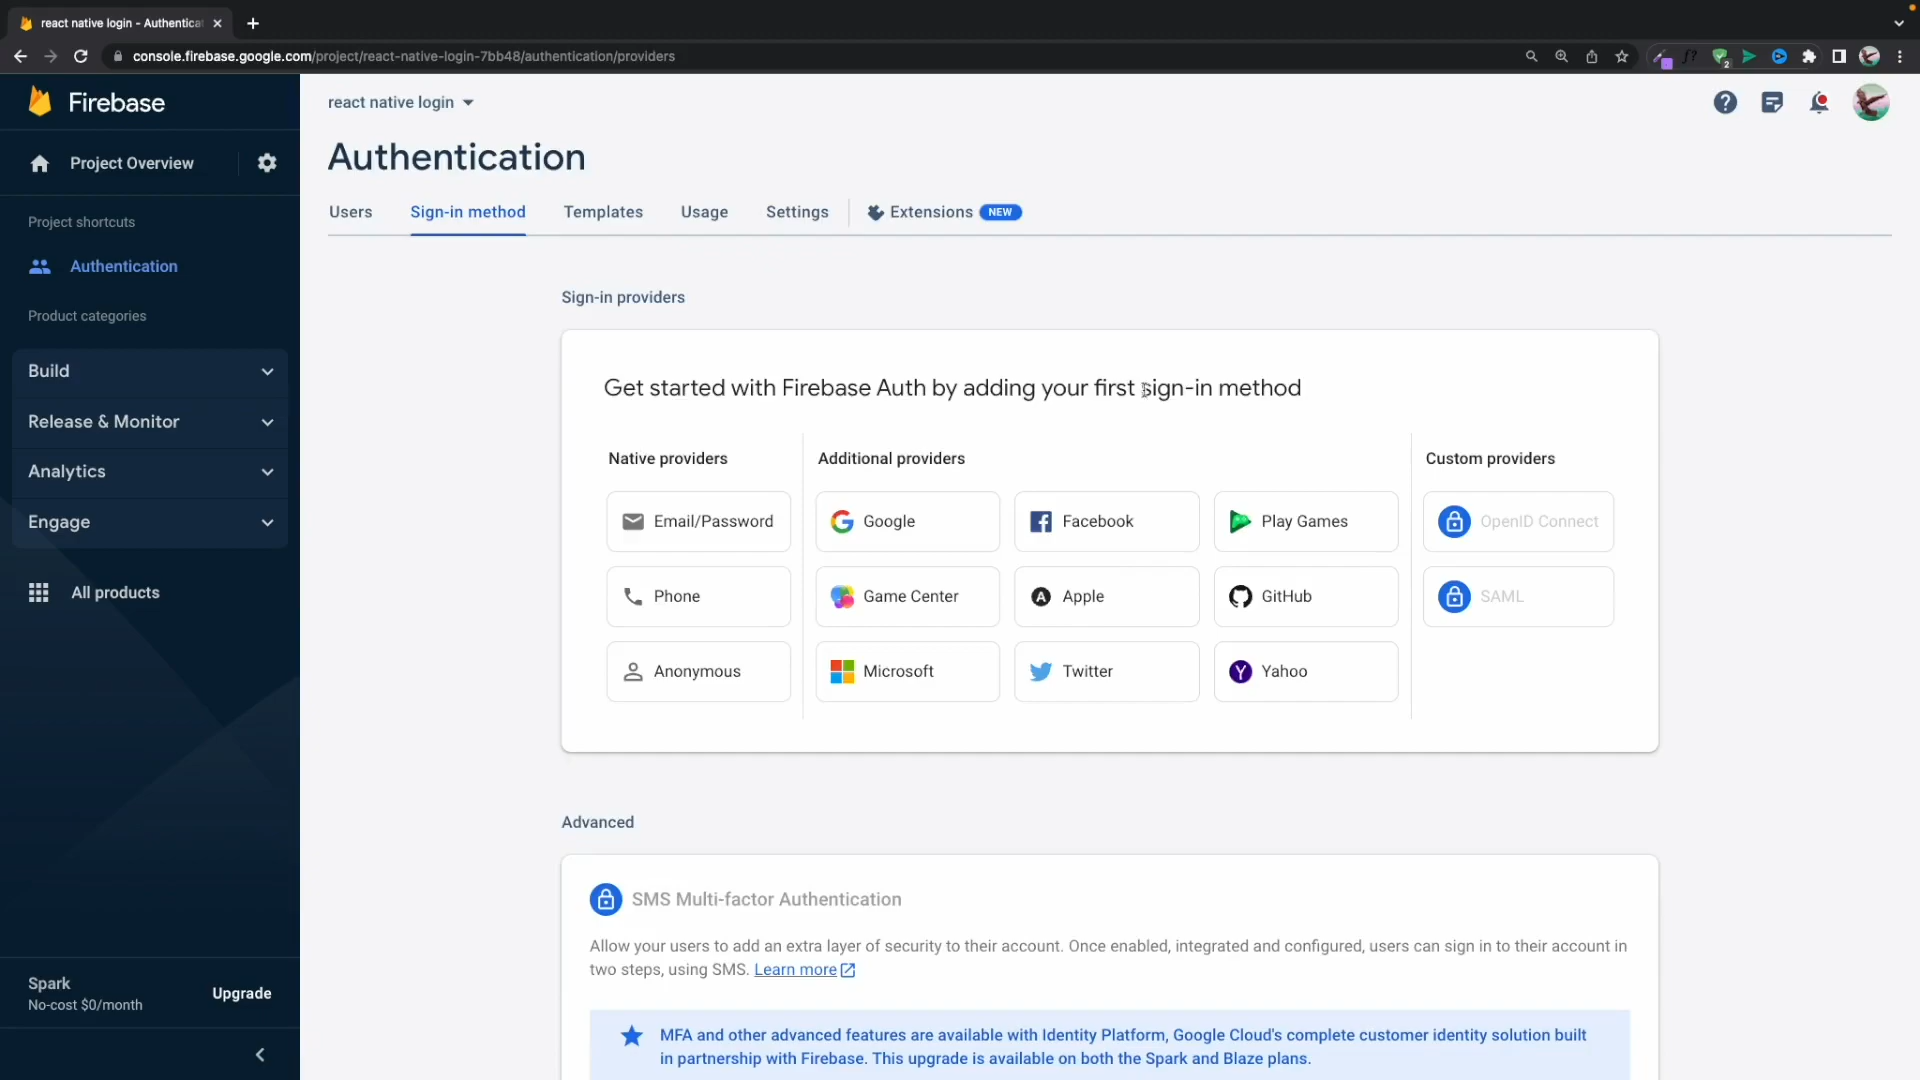 react native login - Authentica
console.firebase.google.com/project/react-native-login-7bb48/authentication/providers
2
Firebase
react native login
Project Overview
Authentication
Users
Sign-in method
Templates
Usage
Settings
Extensions
NEW
Project shortcuts
Authentication
Product categories
Build
Release & Monitor
Analytics
Engage
All products
Sign-in providers
Get started with Firebase Auth by adding your first sign-in method
Native providers
Additional providers
Custom providers
Email/Password
Google
Facebook
Play Games
OpenID Connect
Phone
Game Center
Apple
GitHub
SAML
Anonymous
Microsoft
Twitter
Yahoo
Advanced
SMS Multi-factor Authentication
Allow your users to add an extra layer of security to their account. Once enabled, integrated and configured, users can sign in to their account in
two steps, using SMS. Learn more
MFA and other advanced features are available with Identity Platform, Google Cloud's complete customer identity solution built
in partnership with Firebase. This upgrade is available on both the Spark and Blaze plans.
Spark
No-cost $0/month
Upgrade